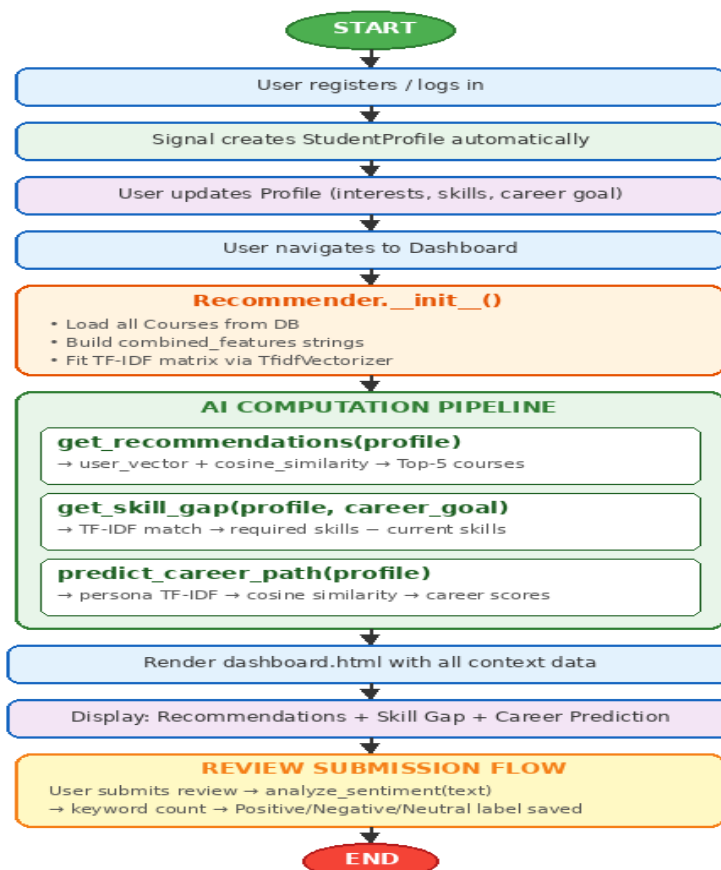 START
User registers / logs in
Signal creates StudentProfile automatically
User updates Profile (interests, skills, career goal)
User navigates to Dashboard
Recommender.__init__()
• Load all Courses from DB
• Build combined_features strings
• Fit TF-IDF matrix via TfidfVectorizer
AI COMPUTATION PIPELINE
get_recommendations(profile)
→ user_vector + cosine_similarity → Top-5 courses
get_skill_gap(profile, career_goal)
→ TF-IDF match → required skills − current skills
predict_career_path(profile)
→ persona TF-IDF → cosine similarity → career scores
Render dashboard.html with all context data
Display: Recommendations + Skill Gap + Career Prediction
REVIEW SUBMISSION FLOW
User submits review → analyze_sentiment(text)
→ keyword count → Positive/Negative/Neutral label saved
END